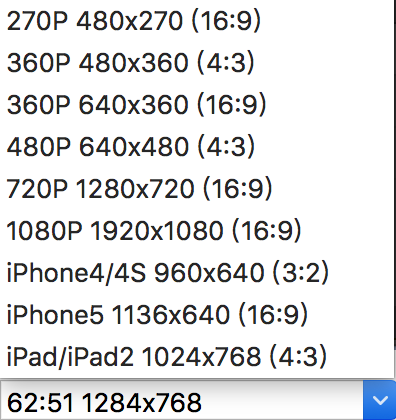 270P 480x270 (16:9)
360P 480x360 (4:3)
360P 640x360 (16:9)
480P 640x480 (4:3)
720P 1280x720 (16:9)
1080P 1920x1080 (16:9)
iPhone4/4S 960x640 (3:2)
iPhone5 1136x640 (16:9)
iPad/iPad2 1024x768 (4:3)
62:51 1284x768